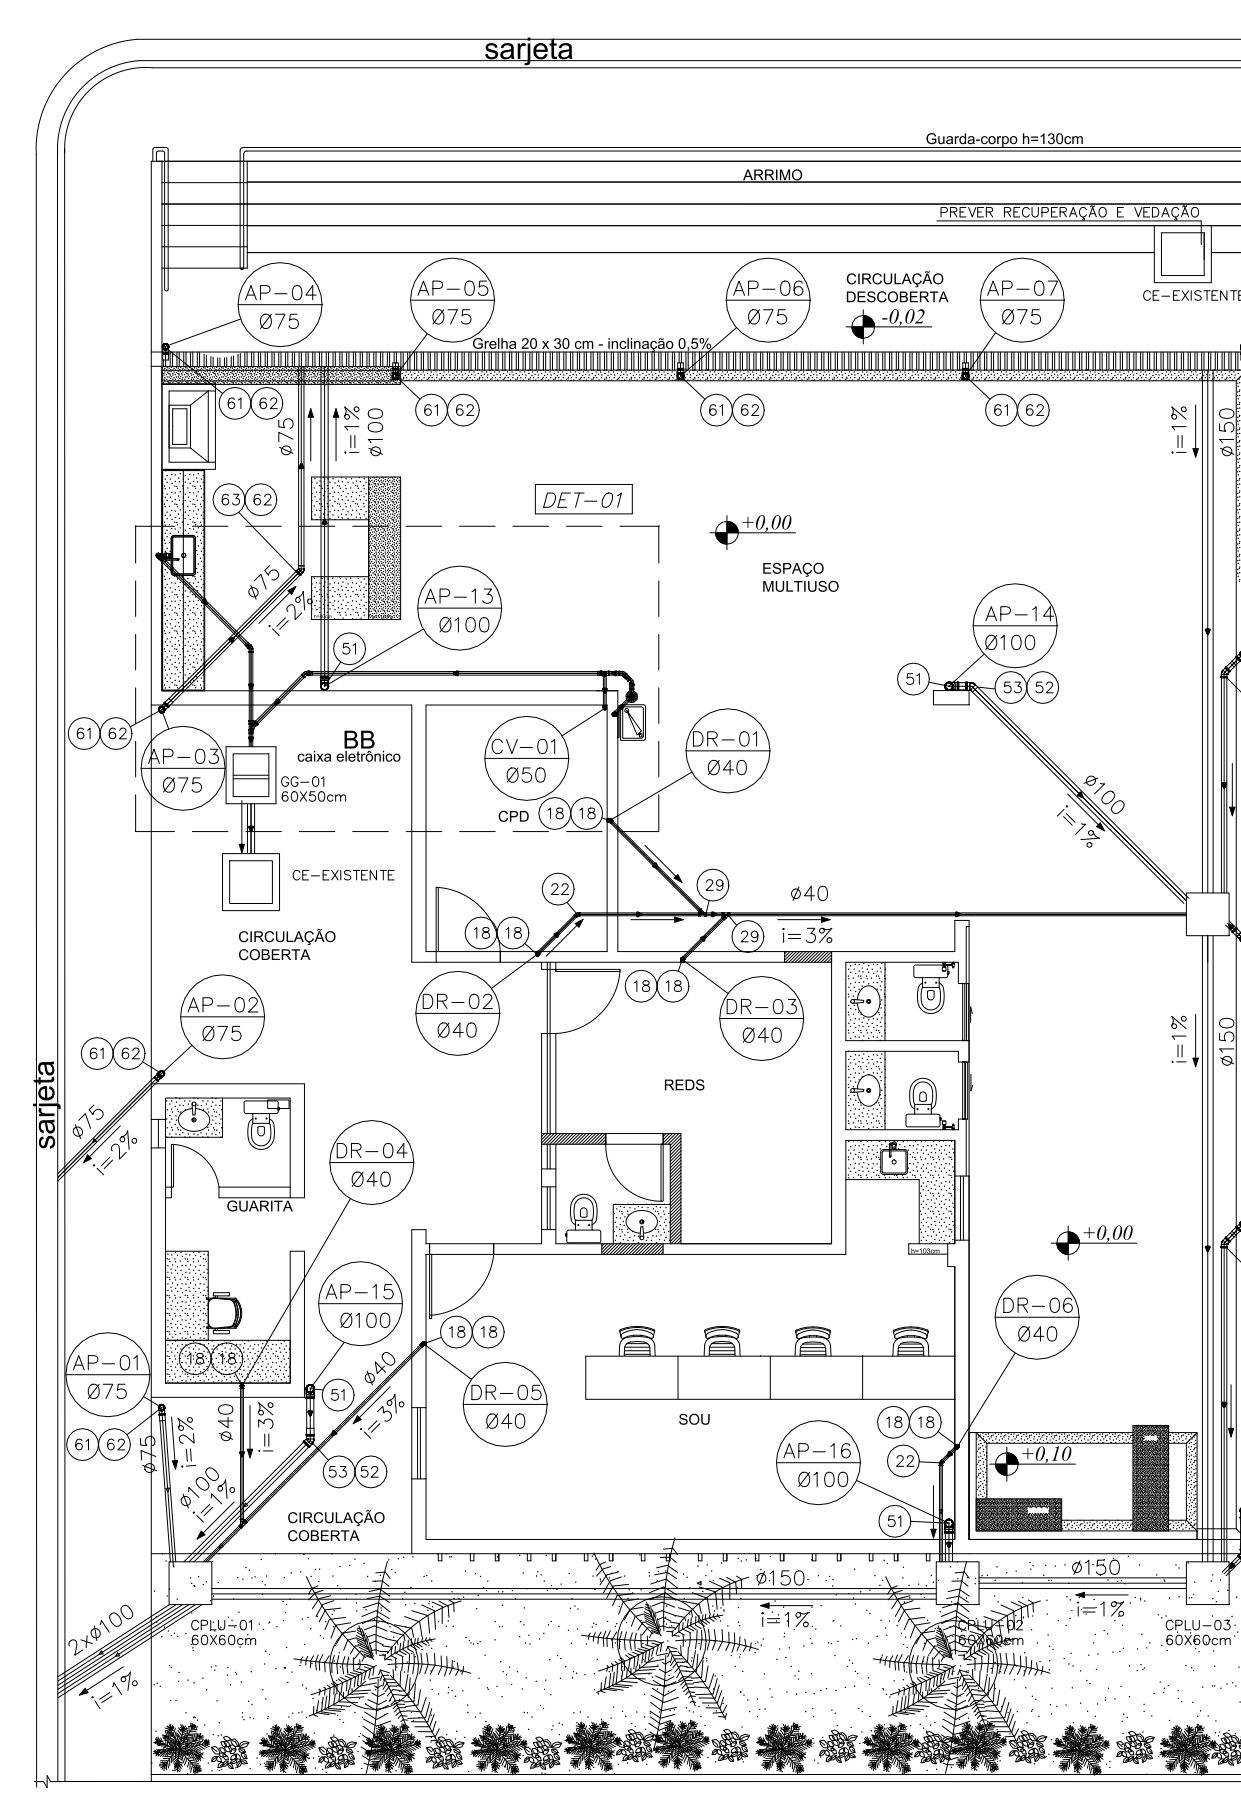 sarjeta
Guarda-corpo h=130cm
ARRIMO
PREVER RECUPERAÇÃO E VEDAÇÃO
CE-EXISTENTE
CIRCULAÇÃO
DESCOBERTA
-0,02
AP-04
Ø75
AP-05
Ø75
AP-06
Ø75
AP-07
Ø75
Grelha 20 x 30 cm - inclinação 0,5%
61 62
61 62
61 62
61 62
ø75
i=1%
ø100
i=1%
ø150
63 62
DET-01
+0,00
ESPAÇO
MULTIUSO
ø75
i=2%
AP-13
Ø100
51
AP-14
Ø100
51
53 52
61 62
AP-03
Ø75
BB
caixa eletrônico
GG-01
60X50cm
CV-01
Ø50
DR-01
Ø40
CPD
18 18
ø100
i=1%
CE-EXISTENTE
22
29
ø40
i=3%
29
18 18
18 18
CIRCULAÇÃO
COBERTA
AP-02
Ø75
DR-02
Ø40
DR-03
Ø40
61 62
i=1%
ø150
sarjeta
ø75
i=2%
REDS
DR-04
Ø40
GUARITA
+0,00
h=103cm
AP-15
Ø100
DR-06
Ø40
18 18
AP-01
Ø75
18 18
ø40
i=3%
DR-05
Ø40
51
SOU
61 62
ø75
i=2%
ø40
i=3%
53 52
18 18
22
AP-16
Ø100
+0,10
ø100
i=1%
51
CIRCULAÇÃO
COBERTA
ø150
i=1%
ø150
i=1%
2xø100
i=1%
CPLU-01
60X60cm
CPLU-02
60X60cm
CPLU-03
60X60cm